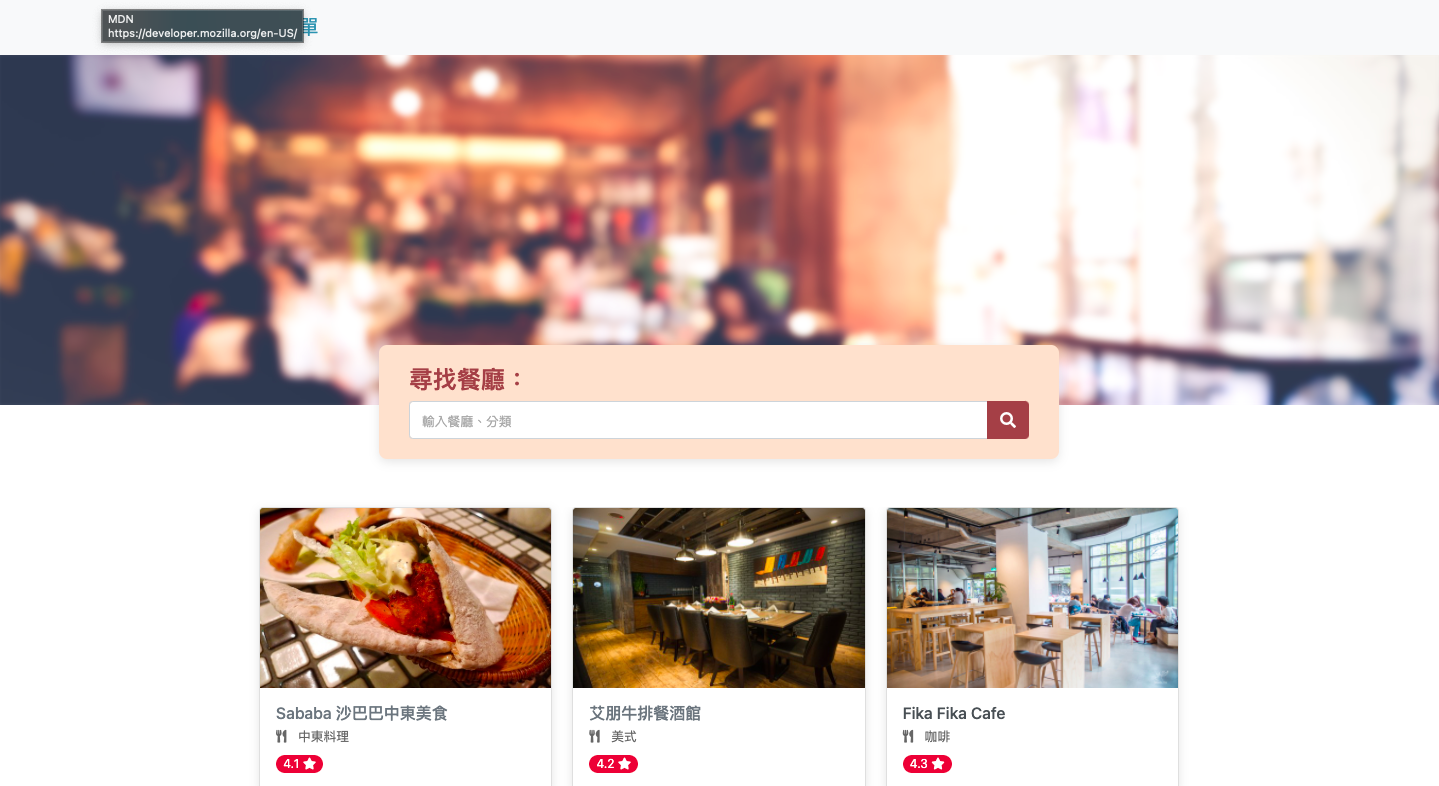 MDN
https://developer.mozilla.org/en-US/
單
尋找餐廳：
輸入餐廳、分類
Sababa 沙巴巴中東美食
中東料理
4.1
艾朋牛排餐酒館
美式
4.2
Fika Fika Cafe
咖啡
4.3